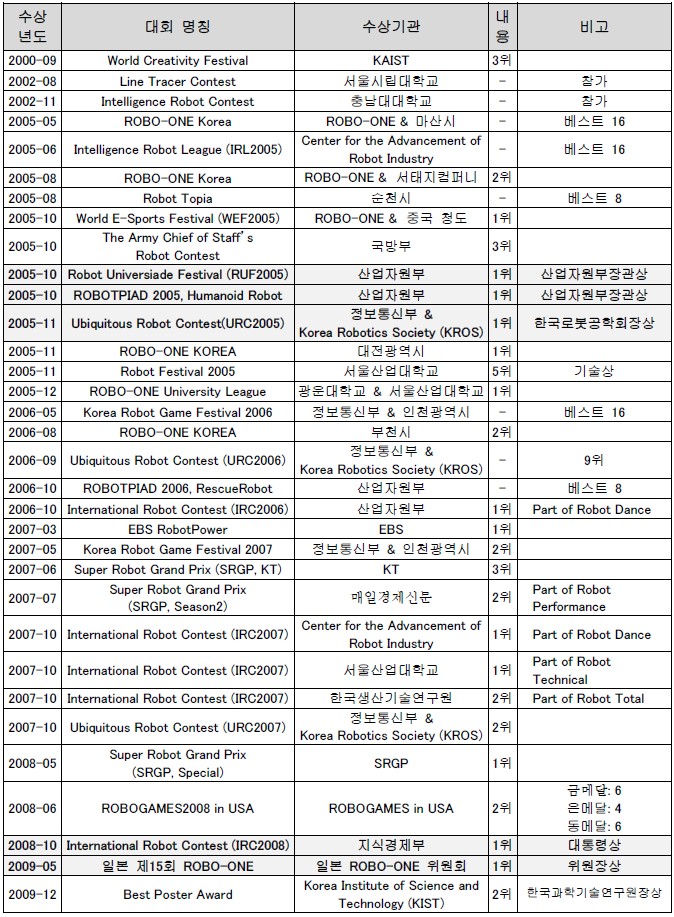 수상 년도 대회 명칭 수상기관 내용 비고
2000-09 World Creativity Festival KAIST 3위
2002-08 Line Tracer Contest 서울시립대학교 - 참가
2002-11 Intelligence Robot Contest 충남대대학교 - 참가
2005-05 ROBO-ONE Korea ROBO-ONE & 마산시 - 베스트 16
2005-06 Intelligence Robot League (IRL2005) Center for the Advancement of Robot Industry - 베스트 16
2005-08 ROBO-ONE Korea ROBO-ONE & 서태지컴퍼니 2위
2005-08 Robot Topia 순천시 - 베스트 8
2005-10 World E-Sports Festival (WEF2005) ROBO-ONE & 중국 청도 1위
2005-10 The Army Chief of Staff's Robot Contest 국방부 3위
2005-10 Robot Universiade Festival (RUF2005) 산업자원부 1위 산업자원부장관상
2005-10 ROBOTPIAD 2005, Humanoid Robot 산업자원부 1위 산업자원부장관상
2005-11 Ubiquitous Robot Contest(URC2005) 정보통신부 & Korea Robotics Society (KROS) 1위 한국로봇공학회장상
2005-11 ROBO-ONE KOREA 대전광역시 1위
2005-11 Robot Festival 2005 서울산업대학교 5위 기술상
2005-12 ROBO-ONE University League 광운대학교 & 서울산업대학교 1위
2006-05 Korea Robot Game Festival 2006 정보통신부 & 인천광역시 - 베스트 16
2006-08 ROBO-ONE KOREA 부천시 2위
2006-09 Ubiquitous Robot Contest (URC2006) 정보통신부 & Korea Robotics Society (KROS) - 9위
2006-10 ROBOTPIAD 2006, RescueRobot 산업자원부 - 베스트 8
2006-10 International Robot Contest (IRC2006) 산업자원부 1위 Part of Robot Dance
2007-03 EBS RobotPower EBS 1위
2007-05 Korea Robot Game Festival 2007 정보통신부 & 인천광역시 2위
2007-06 Super Robot Grand Prix (SRGP, KT) KT 3위
2007-07 Super Robot Grand Prix (SRGP, Season2) 매일경제신문 2위 Part of Robot Performance
2007-10 International Robot Contest (IRC2007) Center for the Advancement of Robot Industry 1위 Part of Robot Dance
2007-10 International Robot Contest (IRC2007) 서울산업대학교 1위 Part of Robot Technical
2007-10 International Robot Contest (IRC2007) 한국생산기술연구원 2위 Part of Robot Total
2007-10 Ubiquitous Robot Contest (URC2007) 정보통신부 & Korea Robotics Society (KROS) 2위
2008-05 Super Robot Grand Prix (SRGP, Special) SRGP 1위
2008-06 ROBOGAMES2008 in USA ROBOGAMES in USA 2위 금메달: 6 은메달: 4 동메달: 6
2008-10 International Robot Contest (IRC2008) 지식경제부 1위 대통령상
2009-05 일본 제15회 ROBO-ONE 일본 ROBO-ONE 위원회 1위 위원장상
2009-12 Best Poster Award Korea Institute of Science and Technology (KIST) 2위 한국과학기술연구원장상